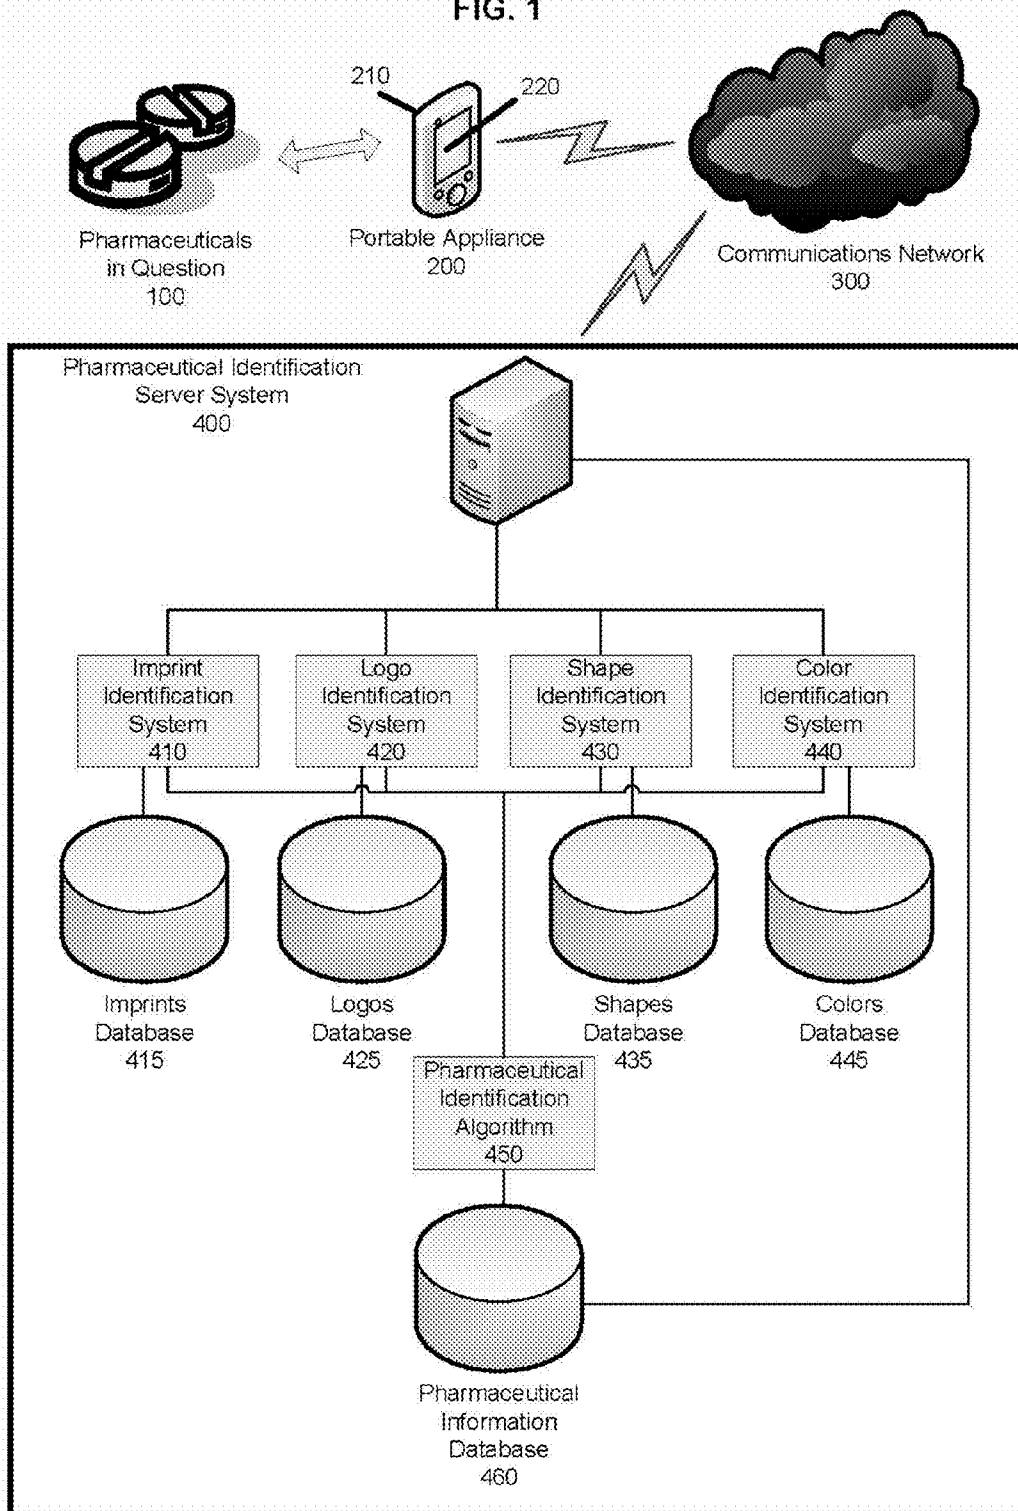 FIG. 1
210
220
Pharmaceuticals
in Question
100
Portable Appliance
200
Communications Network
300
Pharmaceutical Identification
Server System
400
Imprint
Identification
System
410
Logo
Identification
System
420
Shape
Identification
System
430
Color
Identification
System
440
Imprints
Database
415
Logos
Database
425
Shapes
Database
435
Colors
Database
445
Pharmaceutical
Identification
Algorithm
450
Pharmaceutical
Information
Database
460